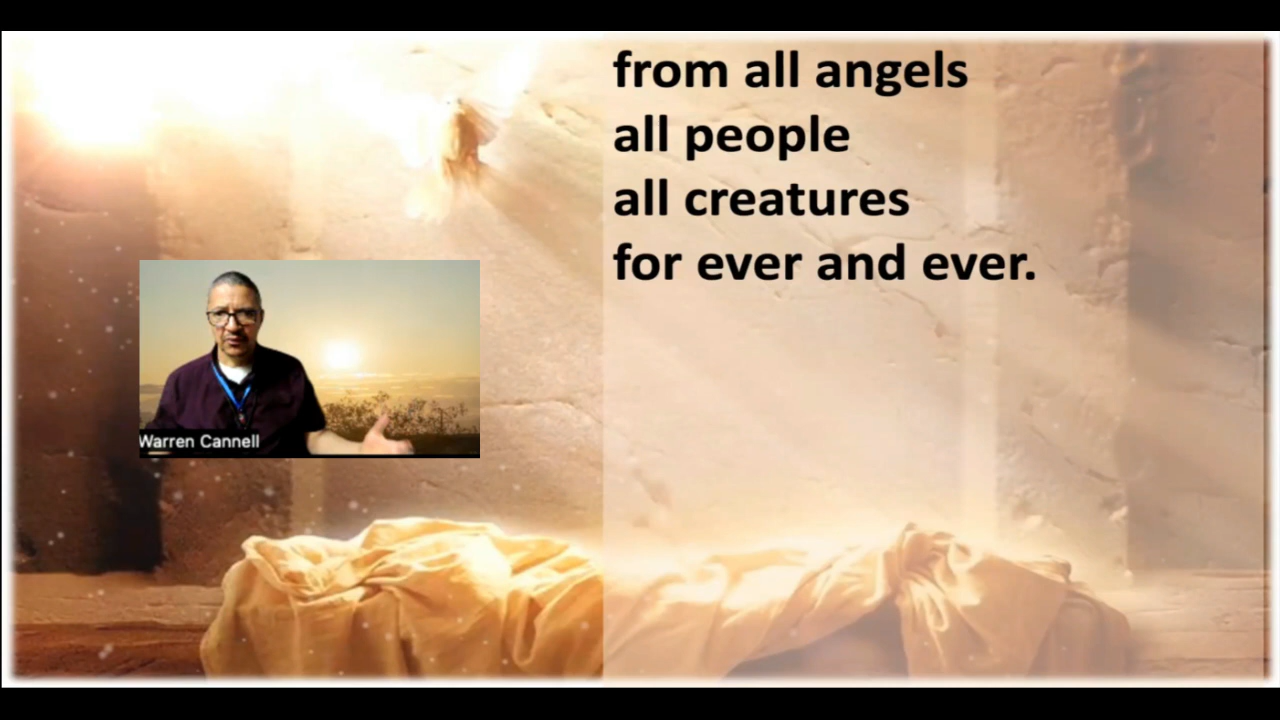 from all angels
all people
all creatures
for ever and ever.
Warren Cannell